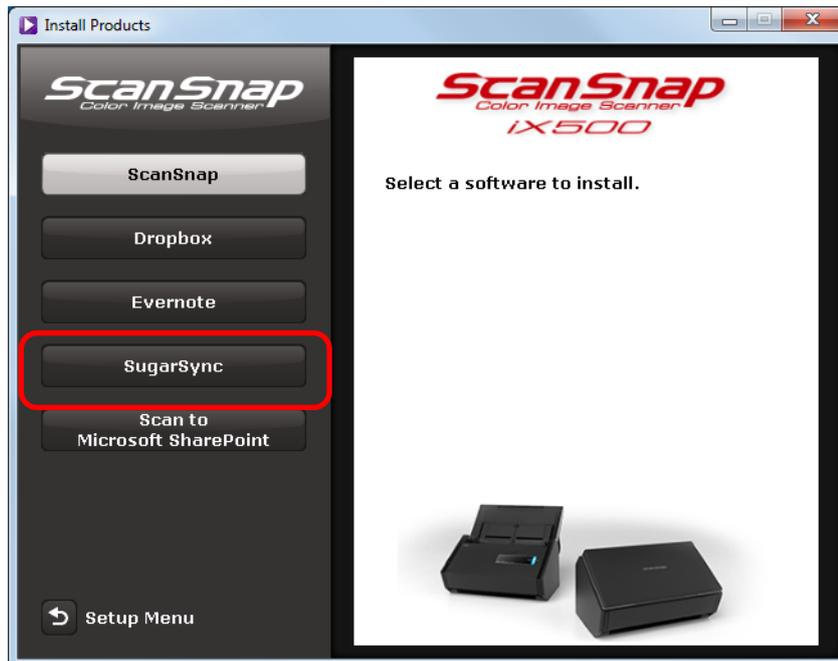 Install Products
ScanSnap
Color Image Scanner
ScanSnap
Dropbox
Evernote
SugarSync
Scan to
Microsoft SharePoint
Setup Menu
ScanSnap
Color Image Scanner
iX500
Select a software to install.